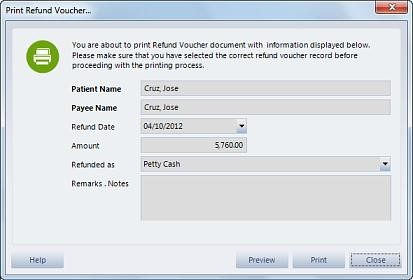 Print Refund Voucher...
You are about to print Refund Voucher document with information displayed below.
Please make sure that you have selected the correct refund voucher record before
proceeding with the printing process.
Patient Name Cruz, Jose
Payee Name Cruz, Jose
Refund Date 04/10/2012
Amount 5,760.00
Refunded as Petty Cash
Remarks . Notes
Help Preview Print Close